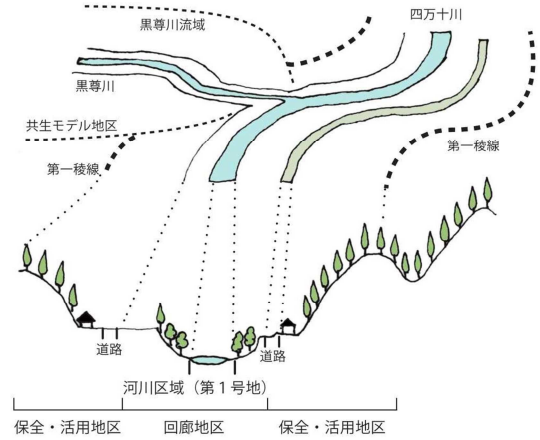 黒尊川流域
四万十川
黒尊川
共生モデル地区
第一稜線
第一稜線
道路
道路
河川区域（第１号地）
保全・活用地区
回廊地区
保全・活用地区